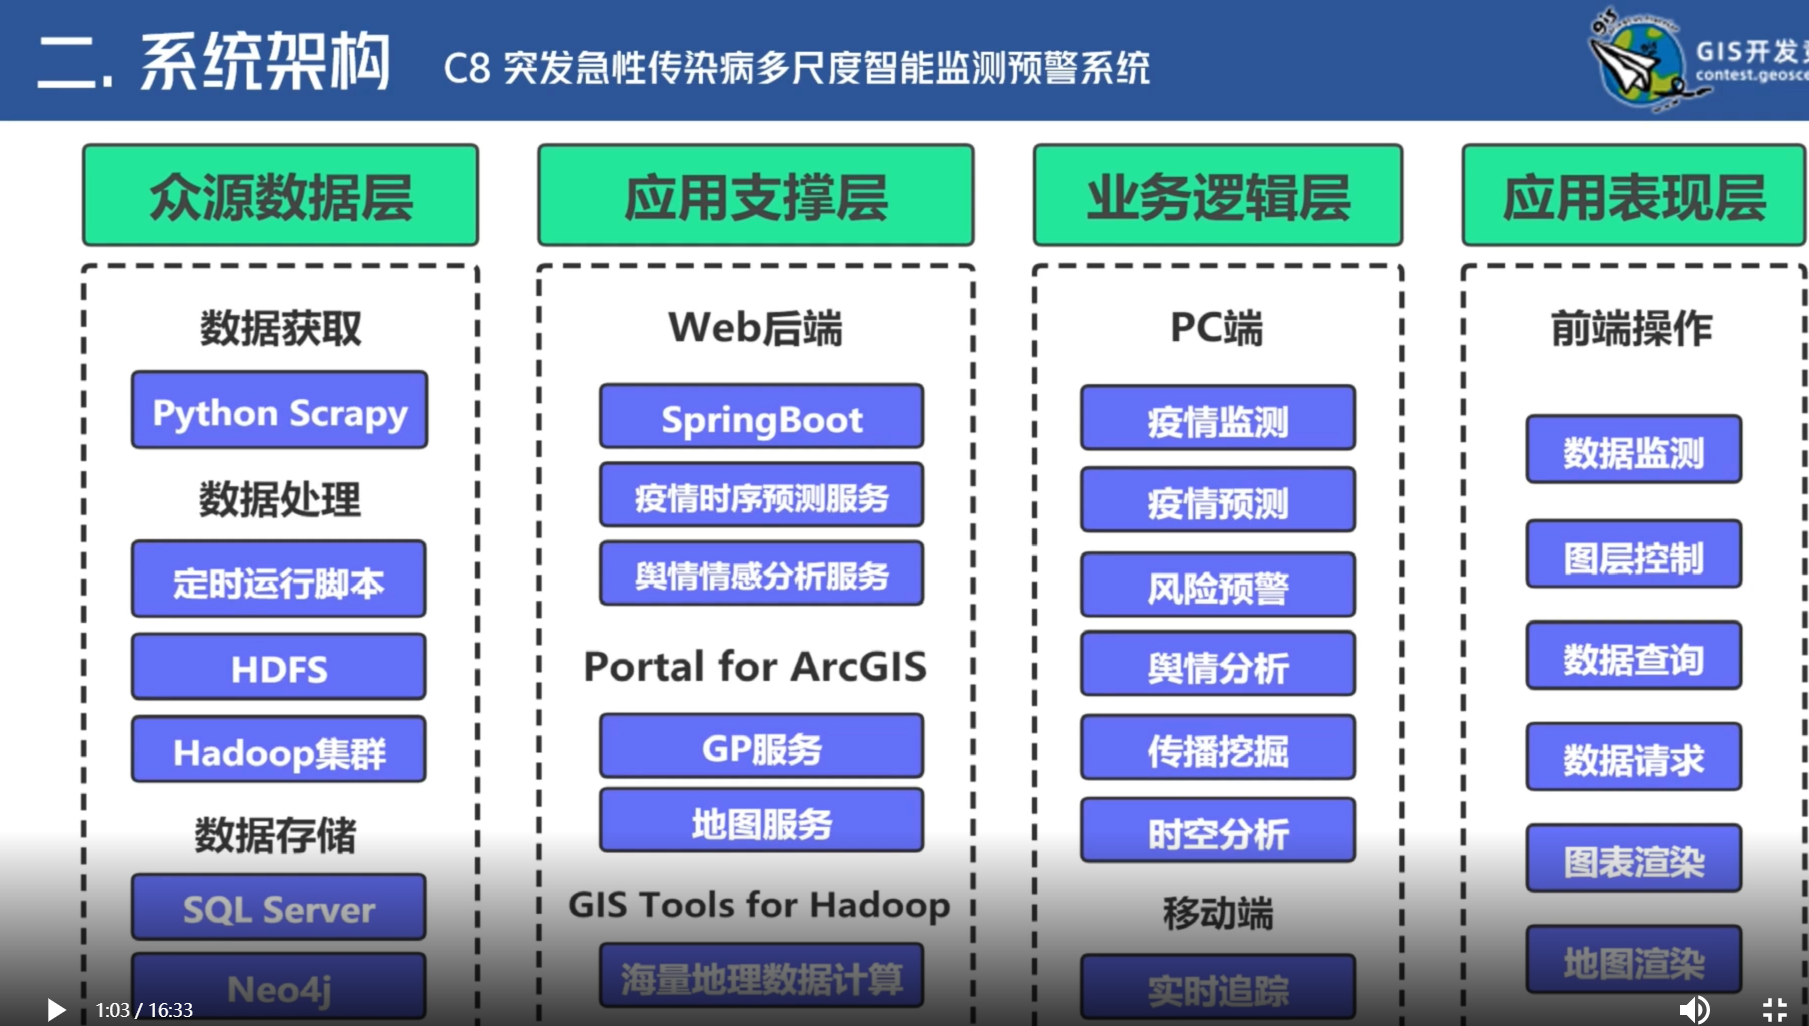 二. 系统架构
C8 突发急性传染病多尺度智能监测预警系统
gis
GIS开发
contest.geosce
众源数据层
数据获取
Python Scrapy
数据处理
定时运行脚本
HDFS
Hadoop集群
数据存储
SQL Server
Neo4j
应用支撑层
Web后端
SpringBoot
疫情时序预测服务
舆情情感分析服务
Portal for ArcGIS
GP服务
地图服务
GIS Tools for Hadoop
海量地理数据计算
业务逻辑层
PC端
疫情监测
疫情预测
风险预警
舆情分析
传播挖掘
时空分析
移动端
实时追踪
应用表现层
前端操作
数据监测
图层控制
数据查询
数据请求
图表渲染
地图渲染
1:03 / 16:33